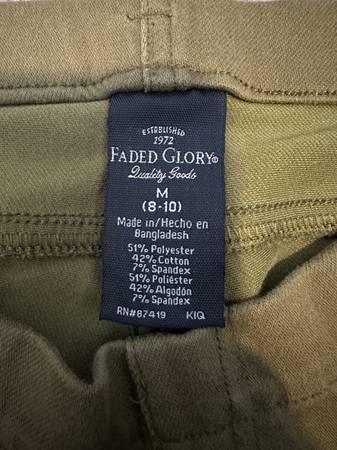 ESTABLISHED
1972
FADED GLORY®
Quality Goods
M
(8-10)
Made in/Hecho en
Bangladesh
51% Polyester
42% Cotton
7% Spandex
51% Poliéster
42% Algodón
7% Spandex
RN#87419 KIQ